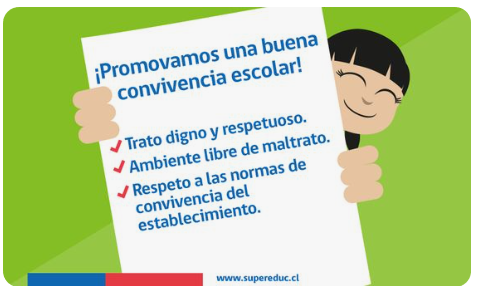 ¡Promovamos una buena
convivencia escolar!
Trato digno y respetuoso.
Ambiente libre de maltrato.
Respeto a las normas de
convivencia del
establecimiento.
www.supereduc.cl